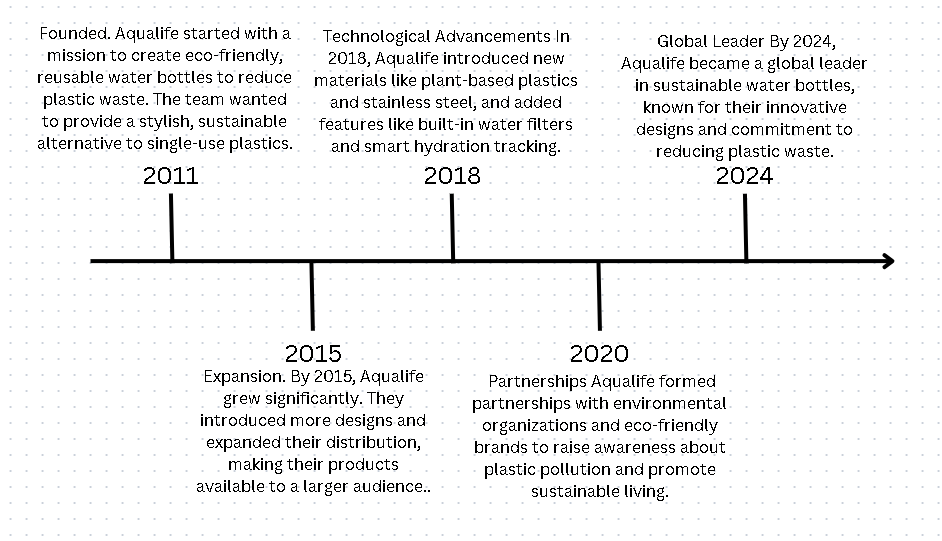 Founded. Aqualife started with a
mission to create eco-friendly,
reusable water bottles to reduce
plastic waste. The team wanted
to provide a stylish, sustainable
alternative to single-use plastics.
2011
Technological Advancements In
2018, Aqualife introduced new
materials like plant-based plastics
and stainless steel, and added
features like built-in water filters
and smart hydration tracking.
2018
Global Leader By 2024,
Aqualife became a global leader
in sustainable water bottles,
known for their innovative
designs and commitment to
reducing plastic waste.
2024
2015
Expansion. By 2015, Aqualife
grew significantly. They
introduced more designs and
expanded their distribution,
making their products
available to a larger audience..
2020
Partnerships Aqualife formed
partnerships with environmental
organizations and eco-friendly
brands to raise awareness about
plastic pollution and promote
sustainable living.